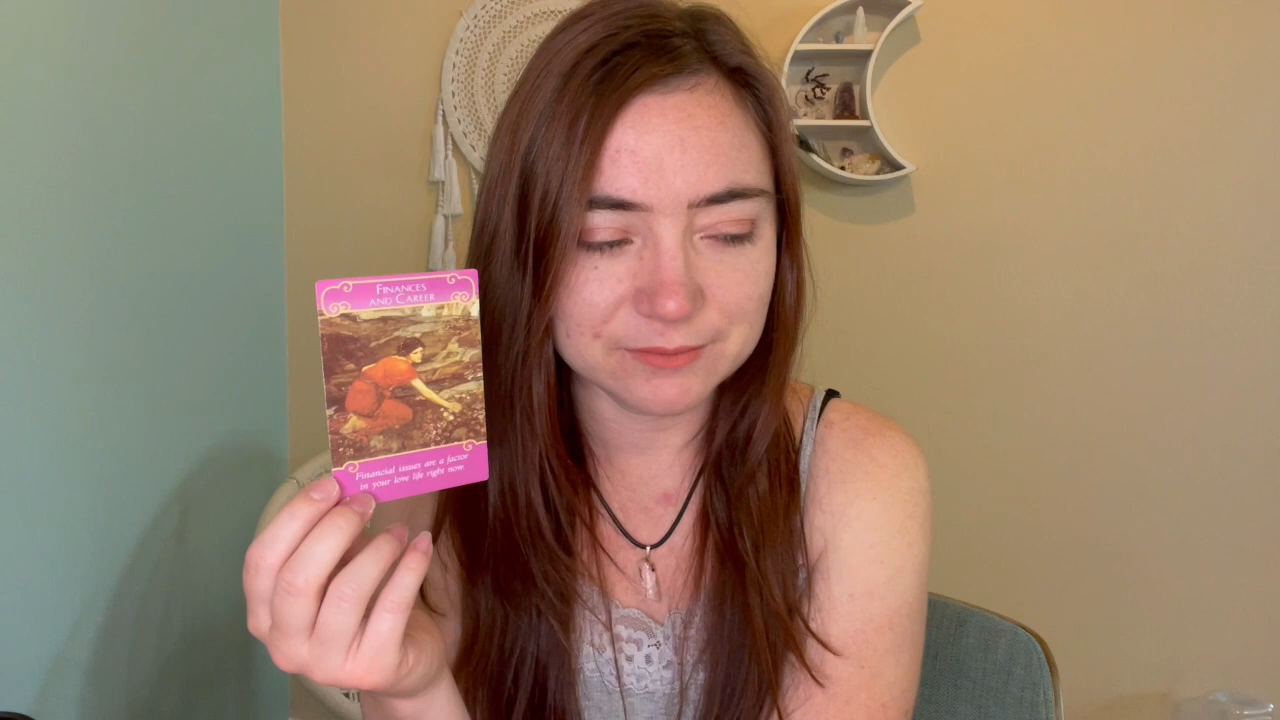 FINANCES
AND CAREER
Financial issues are a factor
in your love life right now.